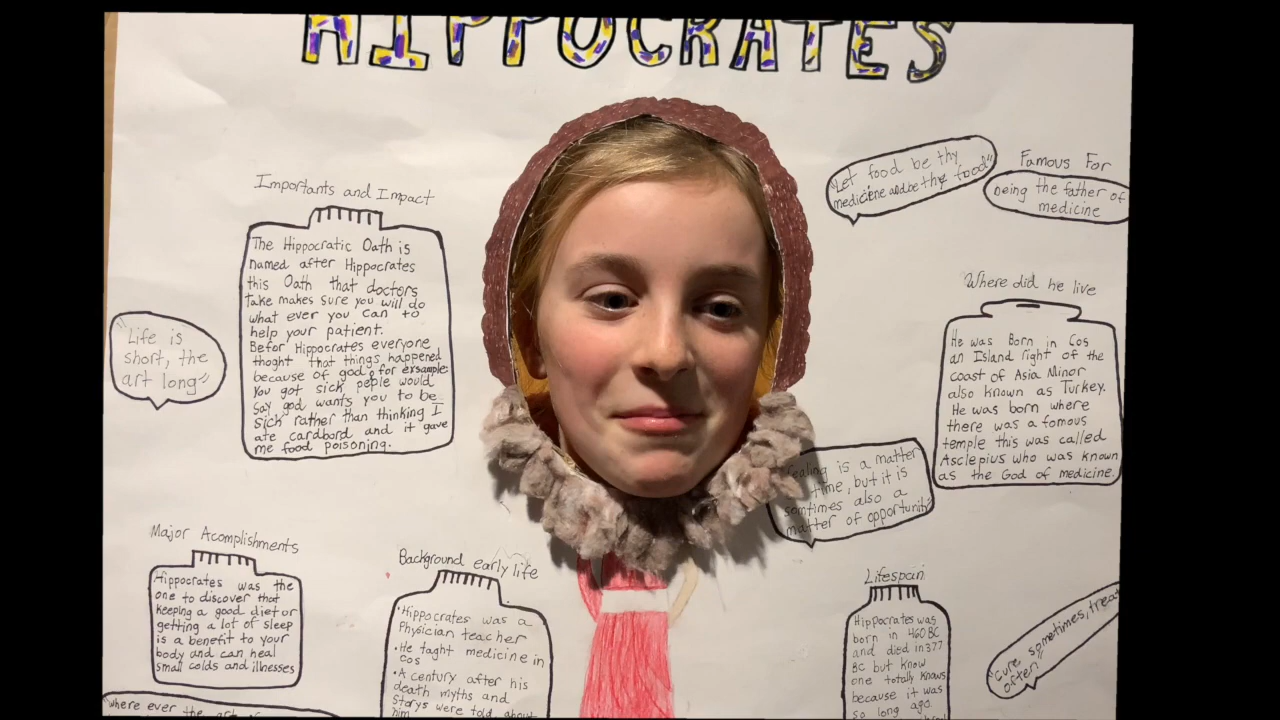 HIPPOCRATES
Importants and Impact
The Hippocratic Oath is
named after Hippocrates
this Oath that doctors
take makes sure you will do
what ever you can to
help your patient.
Befor Hippocrates everyone
thoght that things happened
because of god, for exsample:
You got sick peple would
say god wants you to be
sick rather than thinking I
ate cardbord and it gave
me food poisoning.
"Life is
short, the
art long"
"Let food be thy
medicine and be thy food"
Famous For
being the father of
medicine
Where did he live
He was Born in Cos
an Island right of the
coast of Asia Minor
also known as Turkey.
He was born where
there was a fomous
temple this was called
Asclepius who was known
as the God of medicine.
is a matter
time, but it is
somtimes also a
matter of opportunity"
Major Acomplishments
Hippocrates was the
one to discover that
keeping a good diet or
getting a lot of sleep
is a benefit to your
body and can heal
small colds and illnesses
Background early life
•Hippocrates was a
Physician teacher
•He taght medicine in
cos
•A century after his
death myths and
storys were told about
him
Lifespan
Hippocrates was
born in 460 BC
and died in 377
BC but know
one totally knows
because it was
so long ago.
"Cure sometimes, treat
often"
"where ever the art of